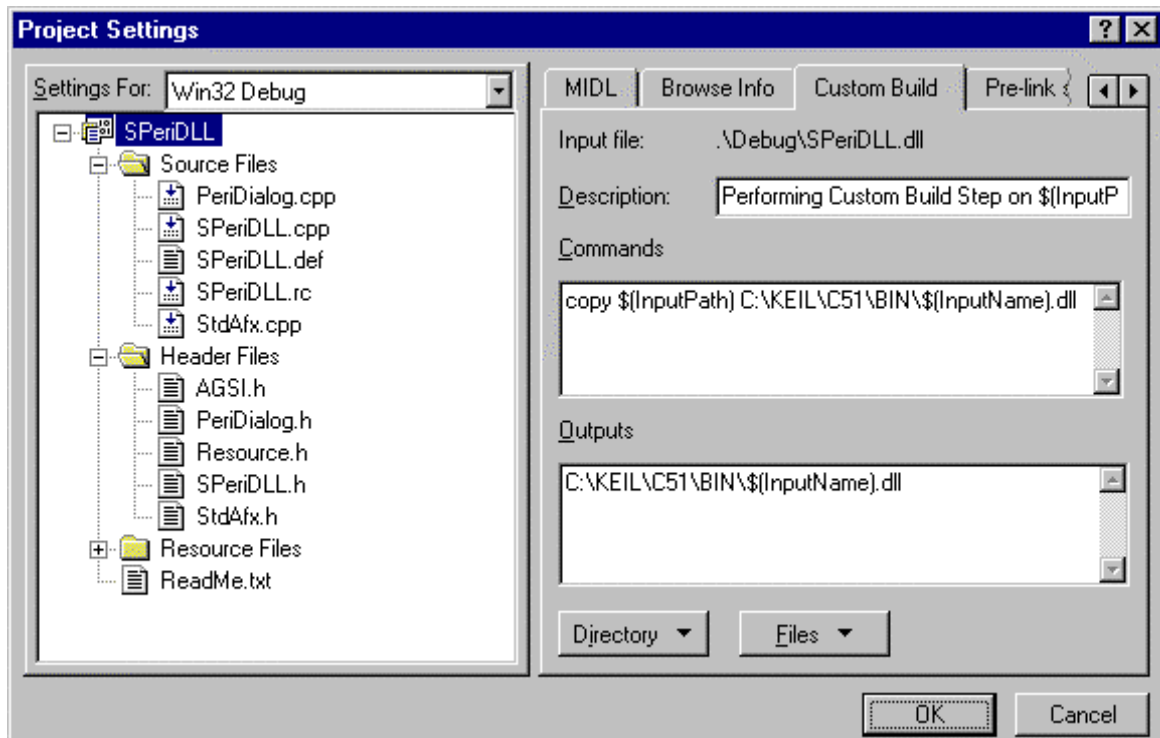 Project Settings
Settings For: Win32 Debug
SPeriDLL
Source Files
PeriDialog.cpp
SPeriDLL.cpp
SPeriDLL.def
SPeriDLL.rc
StdAfx.cpp
Header Files
AGSI.h
PeriDialog.h
Resource.h
SPeriDLL.h
StdAfx.h
Resource Files
ReadMe.txt
MIDL Browse Info Custom Build Pre-link
Input file: .\Debug\SPeriDLL.dll
Description: Performing Custom Build Step on $(InputP
Commands
copy $(InputPath) C:\KEIL\C51\BIN\$(InputName).dll
Outputs
C:\KEIL\C51\BIN\$(InputName).dll
Directory Files
OK Cancel